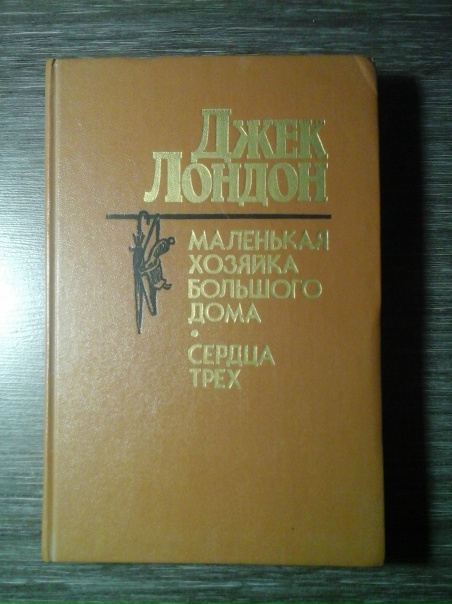 ДЖЕК
ЛОНДОН
МАЛЕНЬКАЯ
ХОЗЯЙКА
БОЛЬШОГО
ДОМА
•
СЕРДЦА
ТРЕХ